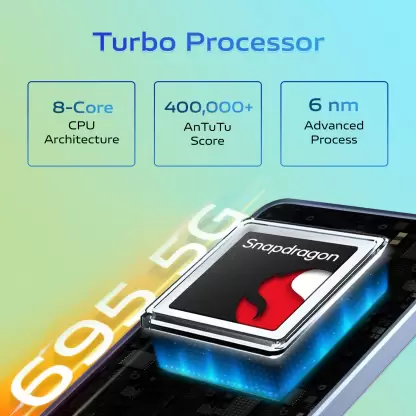 Turbo Processor
8-Core
CPU
Architecture
400,000+
AnTuTu
Score
6 nm
Advanced
Process
695 5G
Snapdragon